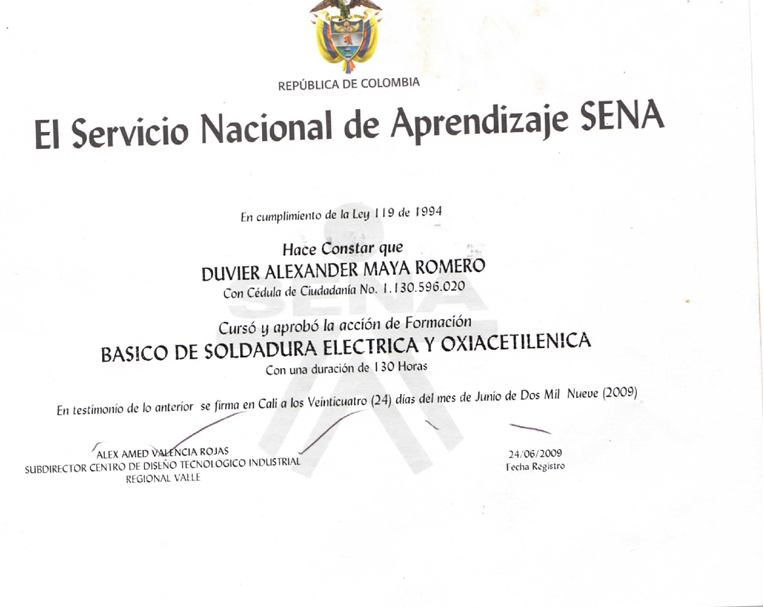 REPÚBLICA DE COLOMBIA
El Servicio Nacional de Aprendizaje SENA
En cumplimiento de la Ley 119 de 1994
Hace Constar que
DUVIER ALEXANDER MAYA ROMERO
Con Cédula de Ciudadanía No. 1.130.596.020
SENA
Cursó y aprobó la acción de Formación
BASICO DE SOLDADURA ELECTRICA Y OXIACETILENICA
Con una duración de 130 Horas
En testimonio de lo anterior se firma en Cali a los Veinticuatro (24) días del mes de Junio de Dos Mil Nueve (2009)
ALEX AMED VALENCIA ROJAS
SUBDIRECTOR CENTRO DE DISEÑO TECNOLOGICO INDUSTRIAL
REGIONAL VALLE
24/06/2009
Fecha Registro